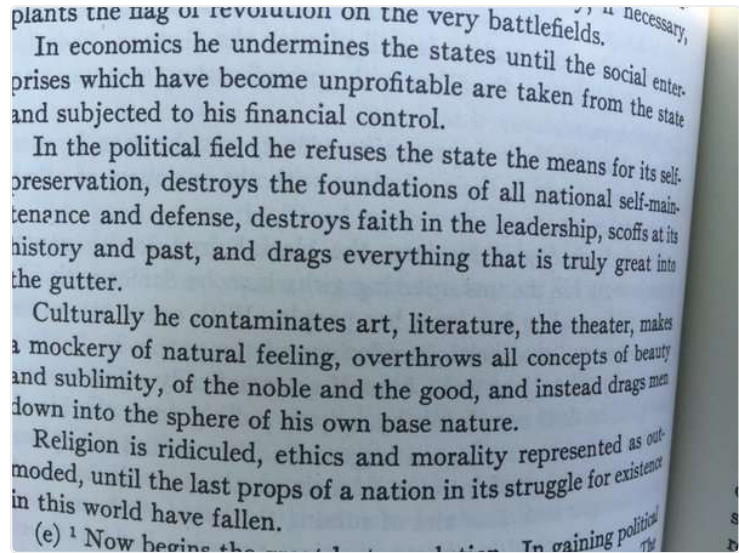 plants the flag of revolution on the very battlefields. necessary,
In economics he undermines the states until the social enter-
prises which have become unprofitable are taken from the state
and subjected to his financial control.
In the political field he refuses the state the means for its self-
preservation, destroys the foundations of all national self-main-
tenance and defense, destroys faith in the leadership, scoffs at its
history and past, and drags everything that is truly great into
the gutter.
Culturally he contaminates art, literature, the theater, makes
a mockery of natural feeling, overthrows all concepts of beauty
and sublimity, of the noble and the good, and instead drags men
down into the sphere of his own base nature.
Religion is ridiculed, ethics and morality represented as out-
moded, until the last props of a nation in its struggle for existence
in this world have fallen.
(e) ¹ Now begins the In gaining political
The